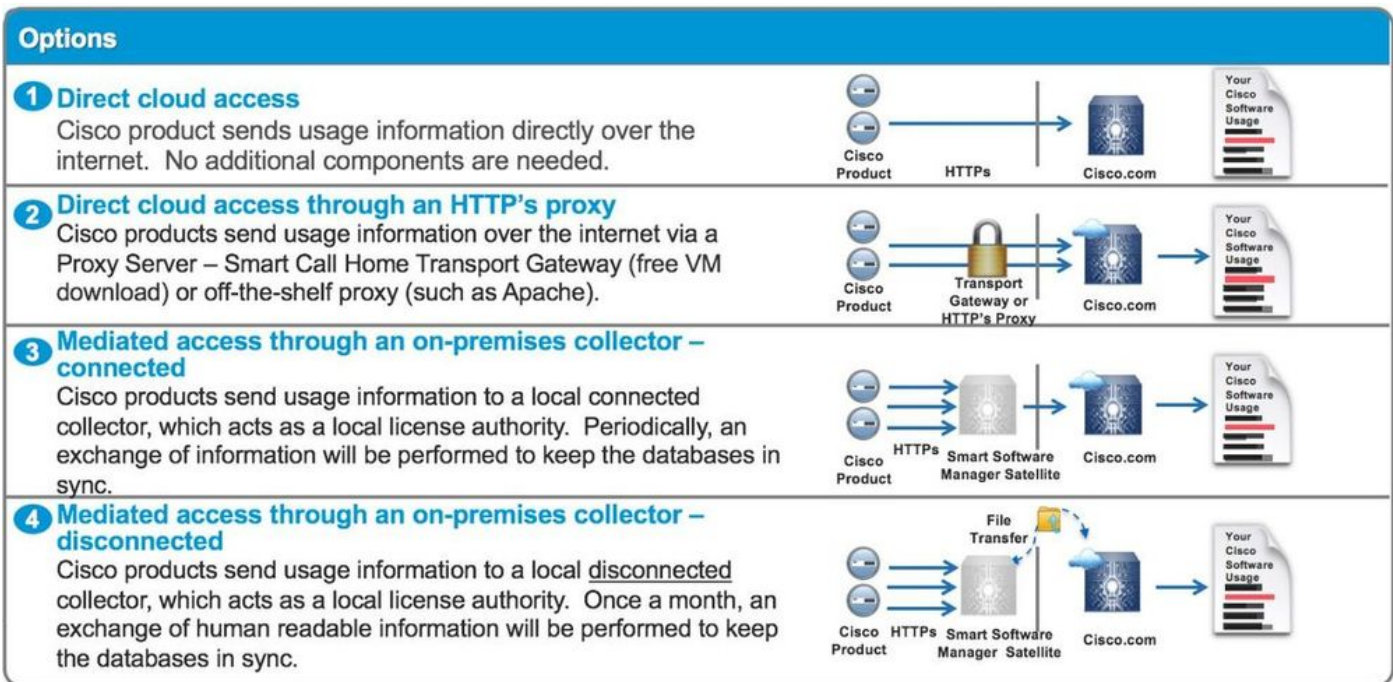 Options
1 Direct cloud access
Cisco product sends usage information directly over the
internet. No additional components are needed.
Cisco
Product
HTTPs
Cisco.com
Your
Cisco
Software
Usage
2 Direct cloud access through an HTTP's proxy
Cisco products send usage information over the internet via a
Proxy Server – Smart Call Home Transport Gateway (free VM
download) or off-the-shelf proxy (such as Apache).
Cisco
Product
Transport
Gateway or
HTTP's Proxy
Cisco.com
Your
Cisco
Software
Usage
3 Mediated access through an on-premises collector –
connected
Cisco products send usage information to a local connected
collector, which acts as a local license authority. Periodically, an
exchange of information will be performed to keep the databases in
sync.
Cisco
Product
HTTPs
Smart Software
Manager Satellite
Cisco.com
Your
Cisco
Software
Usage
4 Mediated access through an on-premises collector –
disconnected
Cisco products send usage information to a local disconnected
collector, which acts as a local license authority. Once a month, an
exchange of human readable information will be performed to keep
the databases in sync.
File
Transfer
Cisco
Product
HTTPs
Smart Software
Manager Satellite
Cisco.com
Your
Cisco
Software
Usage